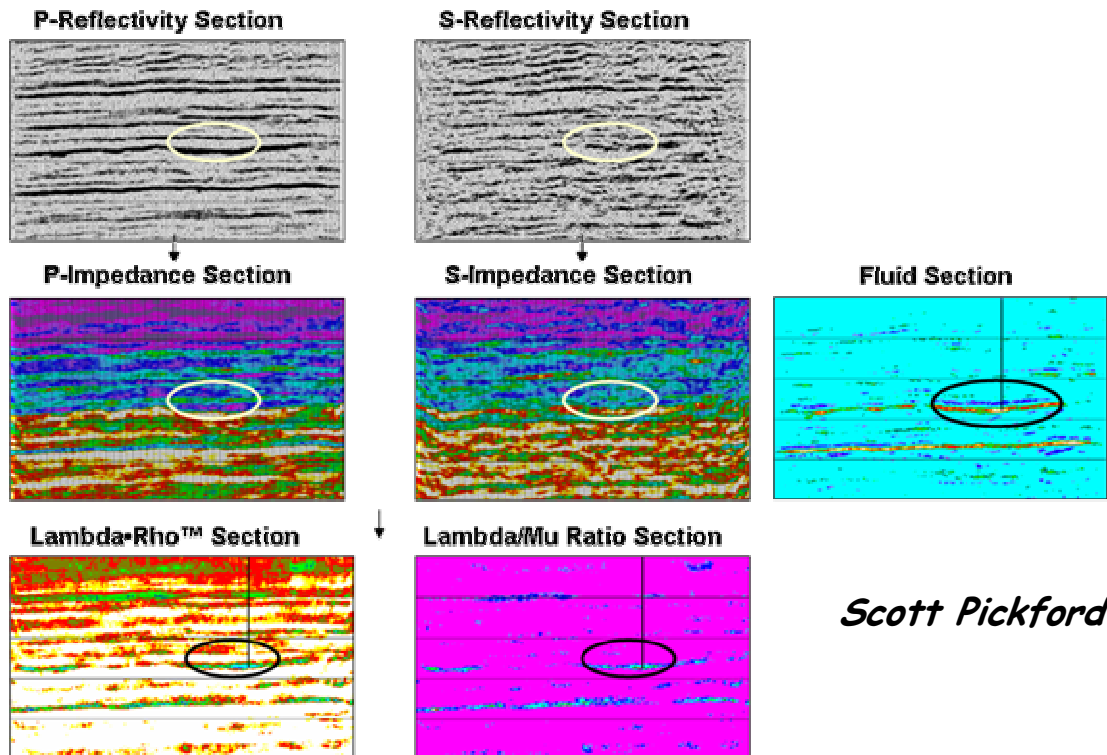 P-Reflectivity Section
S-Reflectivity Section
P-Impedance Section
S-Impedance Section
Fluid Section
Lambda•Rho™ Section
Lambda/Mu Ratio Section
Scott Pickford